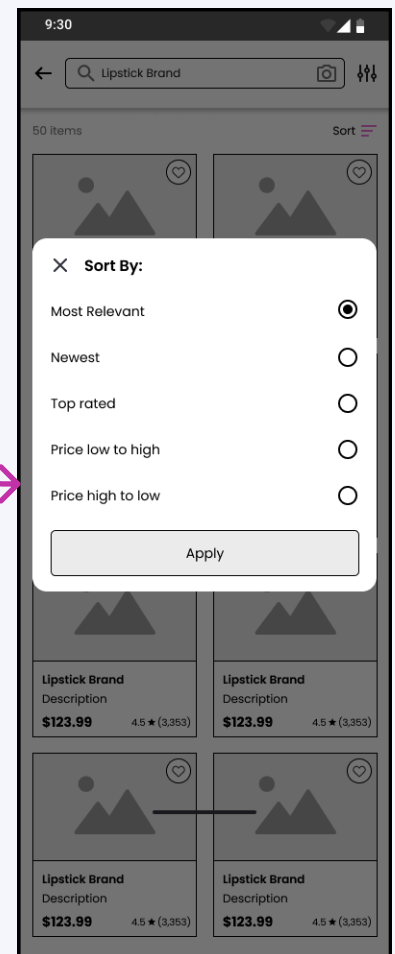 9:30
Lipstick Brand
50 items
Sort
Sort By:
Most Relevant
Newest
Top rated
Price low to high
Price high to low
Apply
Lipstick Brand
Description
$123.99 4.5 ★ (3,353)
Lipstick Brand
Description
$123.99 4.5 ★ (3,353)
Lipstick Brand
Description
$123.99 4.5 ★ (3,353)
Lipstick Brand
Description
$123.99 4.5 ★ (3,353)